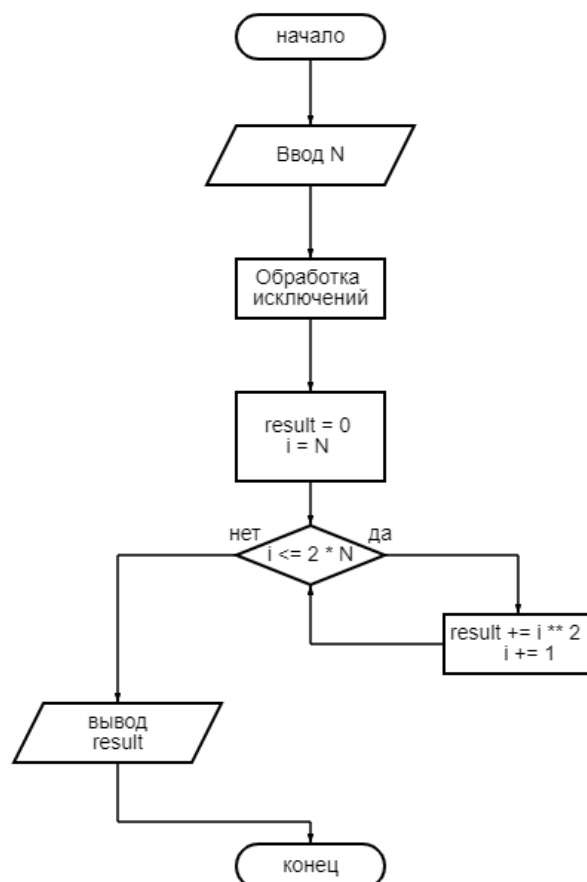 начало
Ввод N
Обработка
исключений
result = 0
i = N
нет
да
i <= 2 * N
result += i ** 2
i += 1
вывод
result
конец